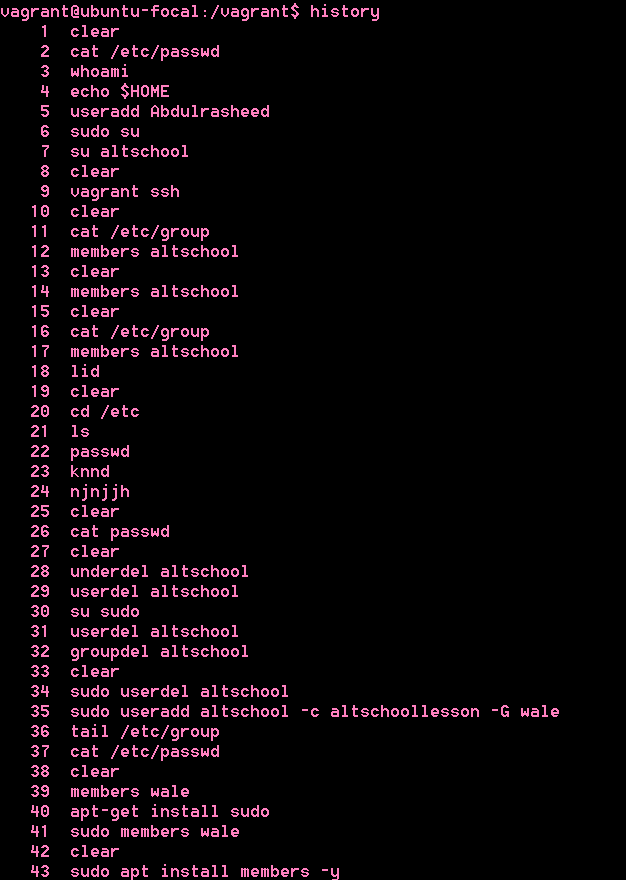 vagrant@ubuntu-focal:/vagrant$ history
1 clear
2 cat /etc/passwd
3 whoami
4 echo $HOME
5 useradd Abdulrasheed
6 sudo su
7 su altschool
8 clear
9 vagrant ssh
10 clear
11 cat /etc/group
12 members altschool
13 clear
14 members altschool
15 clear
16 cat /etc/group
17 members altschool
18 lid
19 clear
20 cd /etc
21 ls
22 passwd
23 knnd
24 njnjjh
25 clear
26 cat passwd
27 clear
28 underdel altschool
29 userdel altschool
30 su sudo
31 userdel altschool
32 groupdel altschool
33 clear
34 sudo userdel altschool
35 sudo useradd altschool -c altschoollesson -G wale
36 tail /etc/group
37 cat /etc/passwd
38 clear
39 members wale
40 apt-get install sudo
41 sudo members wale
42 clear
43 sudo apt install members -y